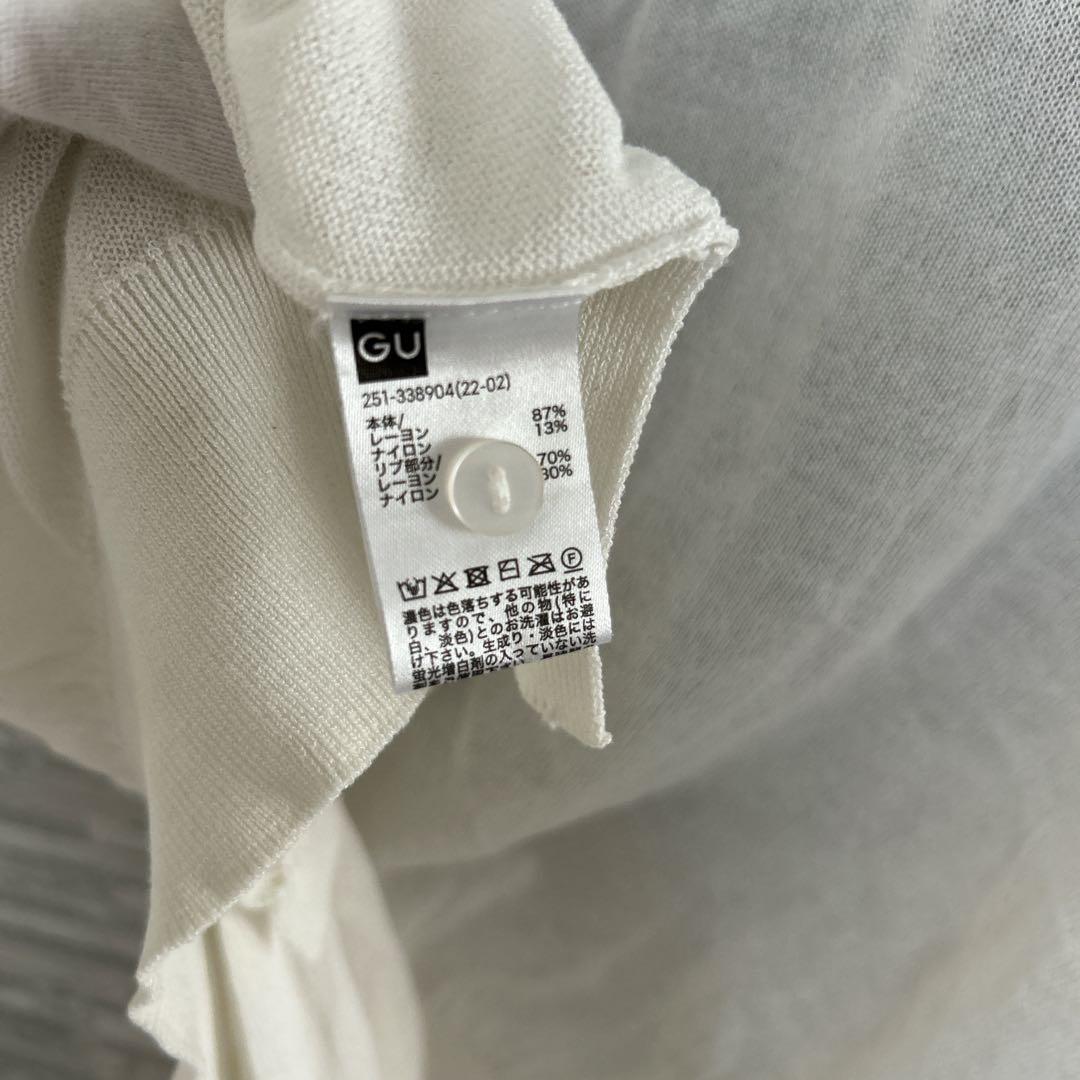 GU
251-338904(22-02)
本体/
レーヨン 87%
ナイロン 13%
リブ部分/
レーヨン 70%
ナイロン 30%
F
濃色は色落ちする可能性があ
りますので、他の物(特に
白、淡色)とのお洗濯はお避
け下さい。生成り・淡色には
蛍光増白剤の入っていない洗